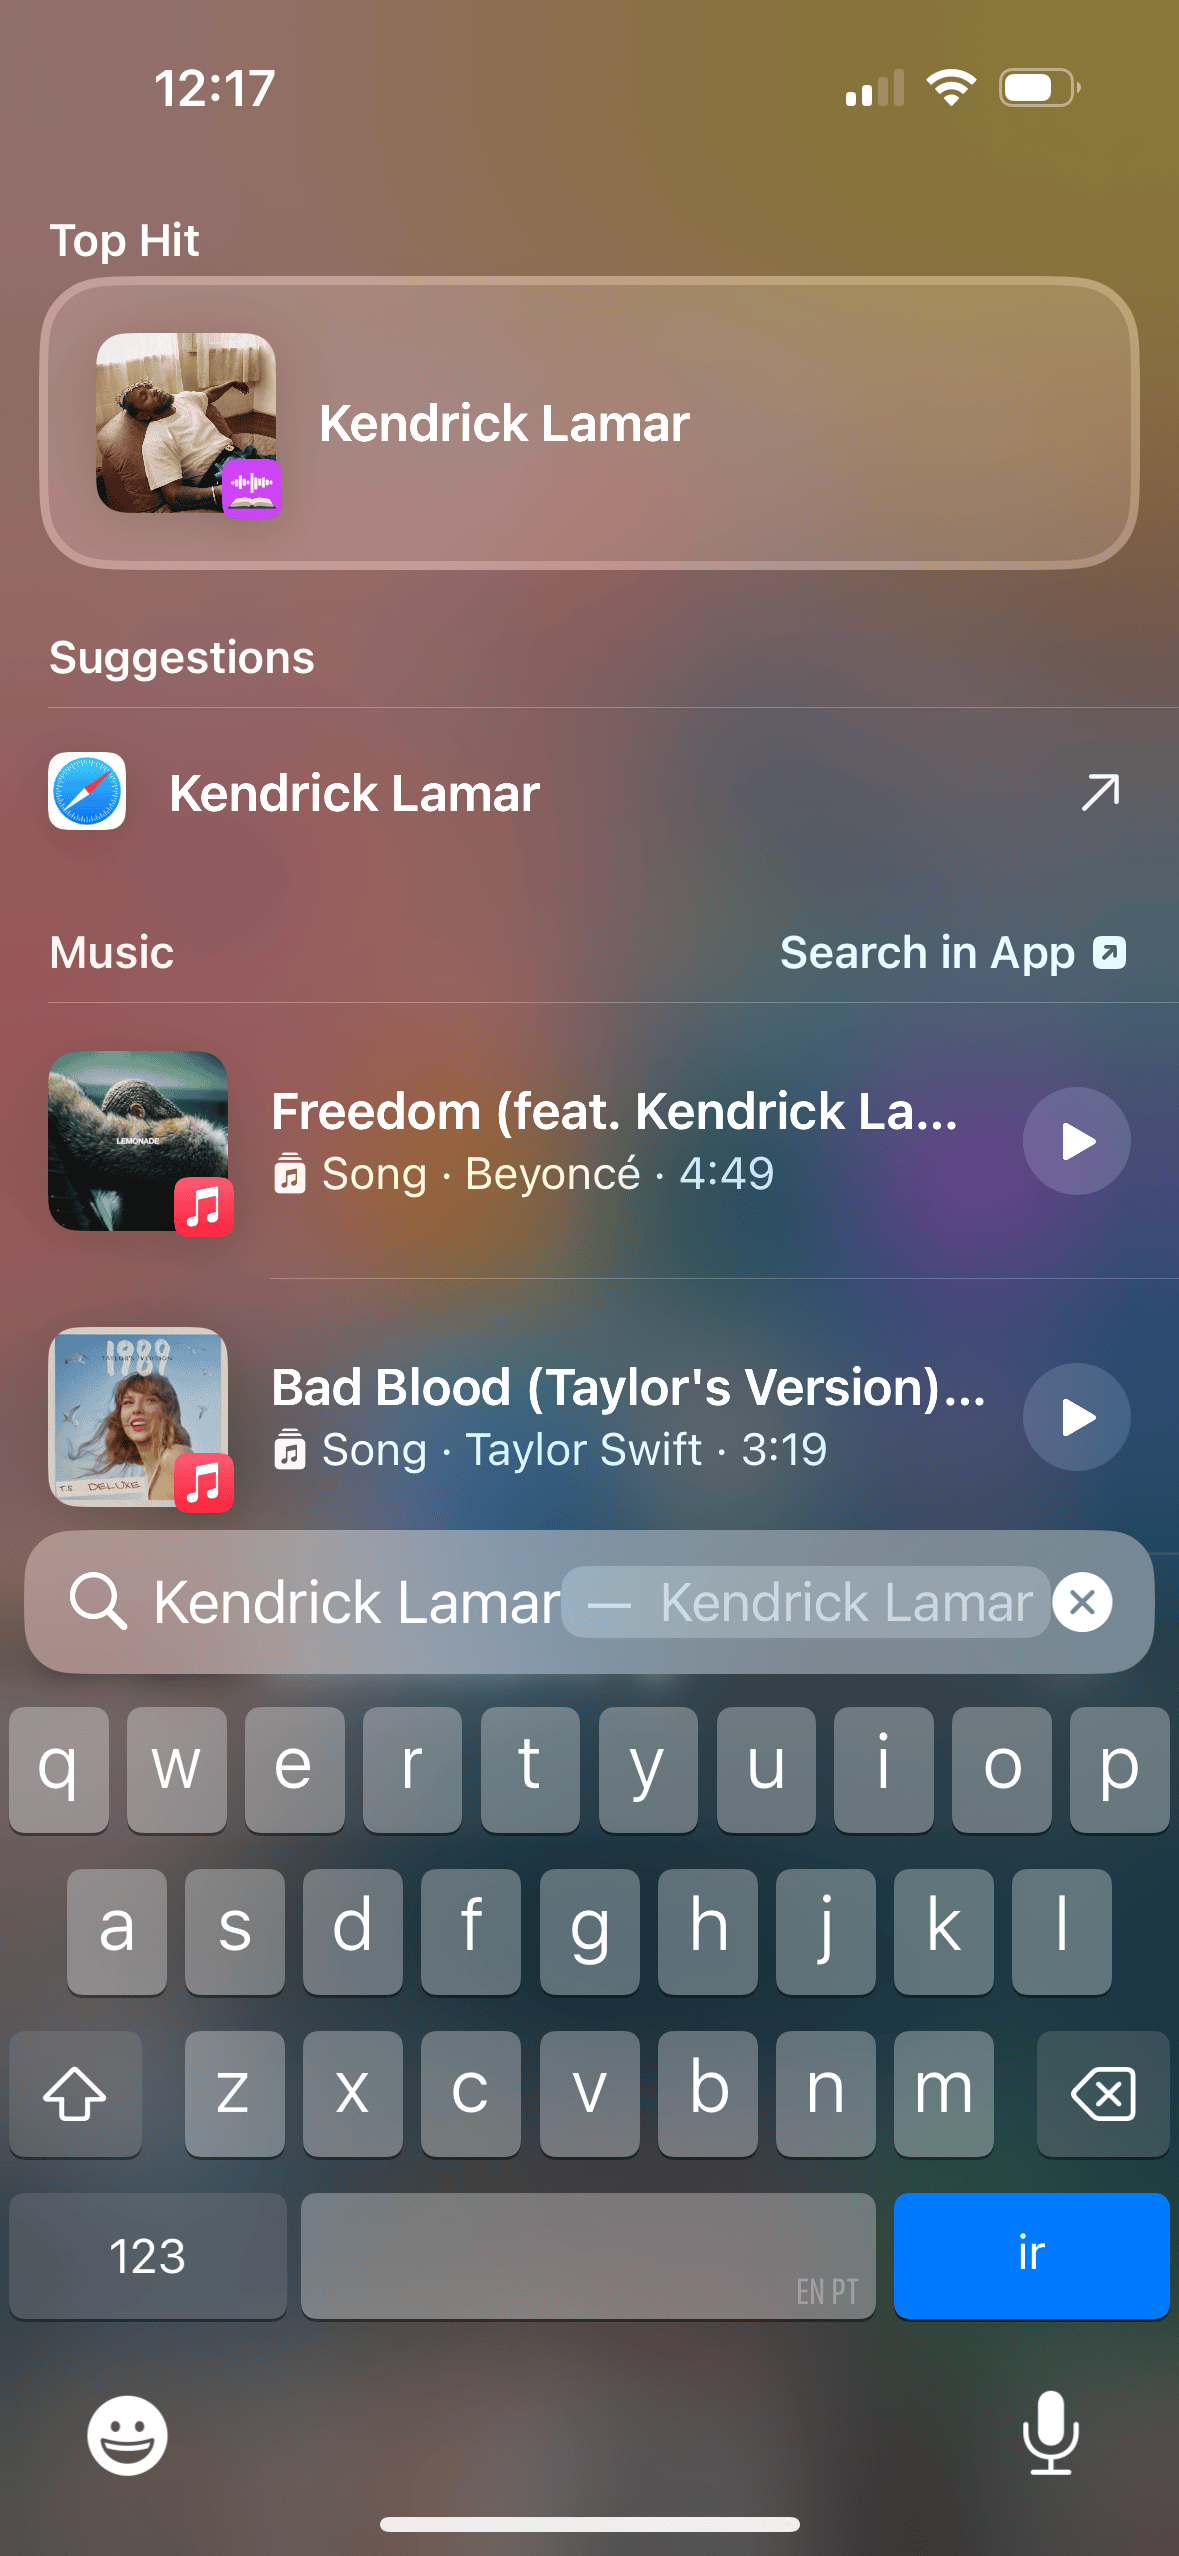 12:17
Top Hit
Kendrick Lamar
Suggestions
Kendrick Lamar
Music
Search in App
LEMONADE
Freedom (feat. Kendrick La...
Song · Beyoncé · 4:49
1989
TAYLOR'S VERSION
T.S. DELUXE
Bad Blood (Taylor's Version)...
Song · Taylor Swift · 3:19
Kendrick Lamar — Kendrick Lamar
q w e r t y u i o p
a s d f g h j k l
z x c v b n m
123
EN PT
ir